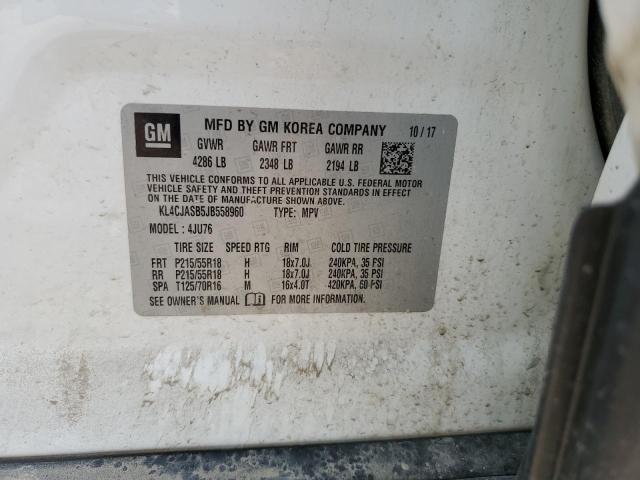 GM
MFD BY GM KOREA COMPANY 10 / 17
GVWR GAWR FRT GAWR RR
4286 LB 2348 LB 2194 LB
THIS VEHICLE CONFORMS TO ALL APPLICABLE U.S. FEDERAL MOTOR
VEHICLE SAFETY AND THEFT PREVENTION STANDARDS IN EFFECT ON
THE DATE OF MANUFACTURE SHOWN ABOVE.
KL4CJASB5JB558960 TYPE: MPV
MODEL : 4JU76
TIRE SIZE SPEED RTG RIM COLD TIRE PRESSURE
FRT P215/55R18 H 18x7.0J 240KPA, 35 PSI
RR P215/55R18 H 18x7.0J 240KPA, 35 PSI
SPA T125/70R16 M 16x4.0T 420KPA, 60 PSI
SEE OWNER'S MANUAL FOR MORE INFORMATION.